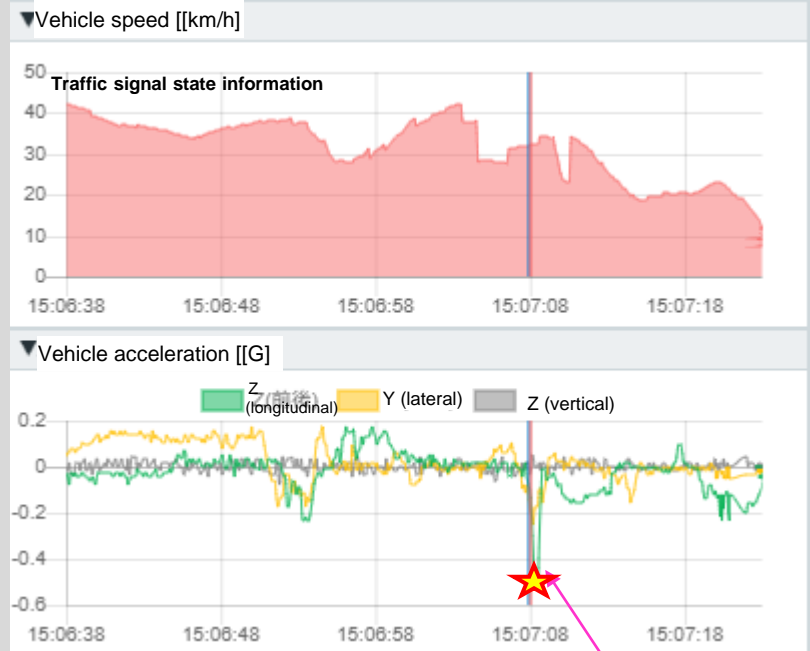 ▼Vehicle speed [[km/h]
50
Traffic signal state information
40
30
20
10
0
15:06:38 15:06:48 15:06:58 15:07:08 15:07:18
▼Vehicle acceleration [[G]
Z (前後)
(longitudinal) Y (lateral) Z (vertical)
0.2
0
-0.2
-0.4
-0.6
15:06:38 15:06:48 15:06:58 15:07:08 15:07:18